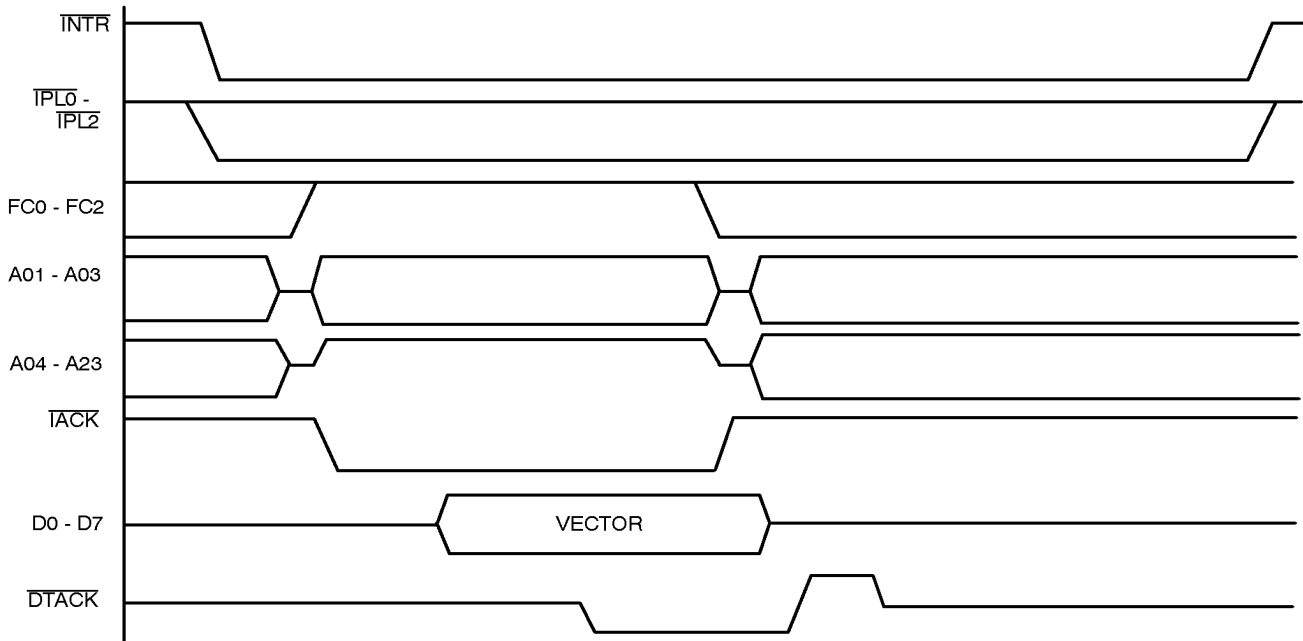 INTR
IPL0 -
IPL2
FC0 - FC2
A01 - A03
A04 - A23
IACK
D0 - D7
VECTOR
DTACK